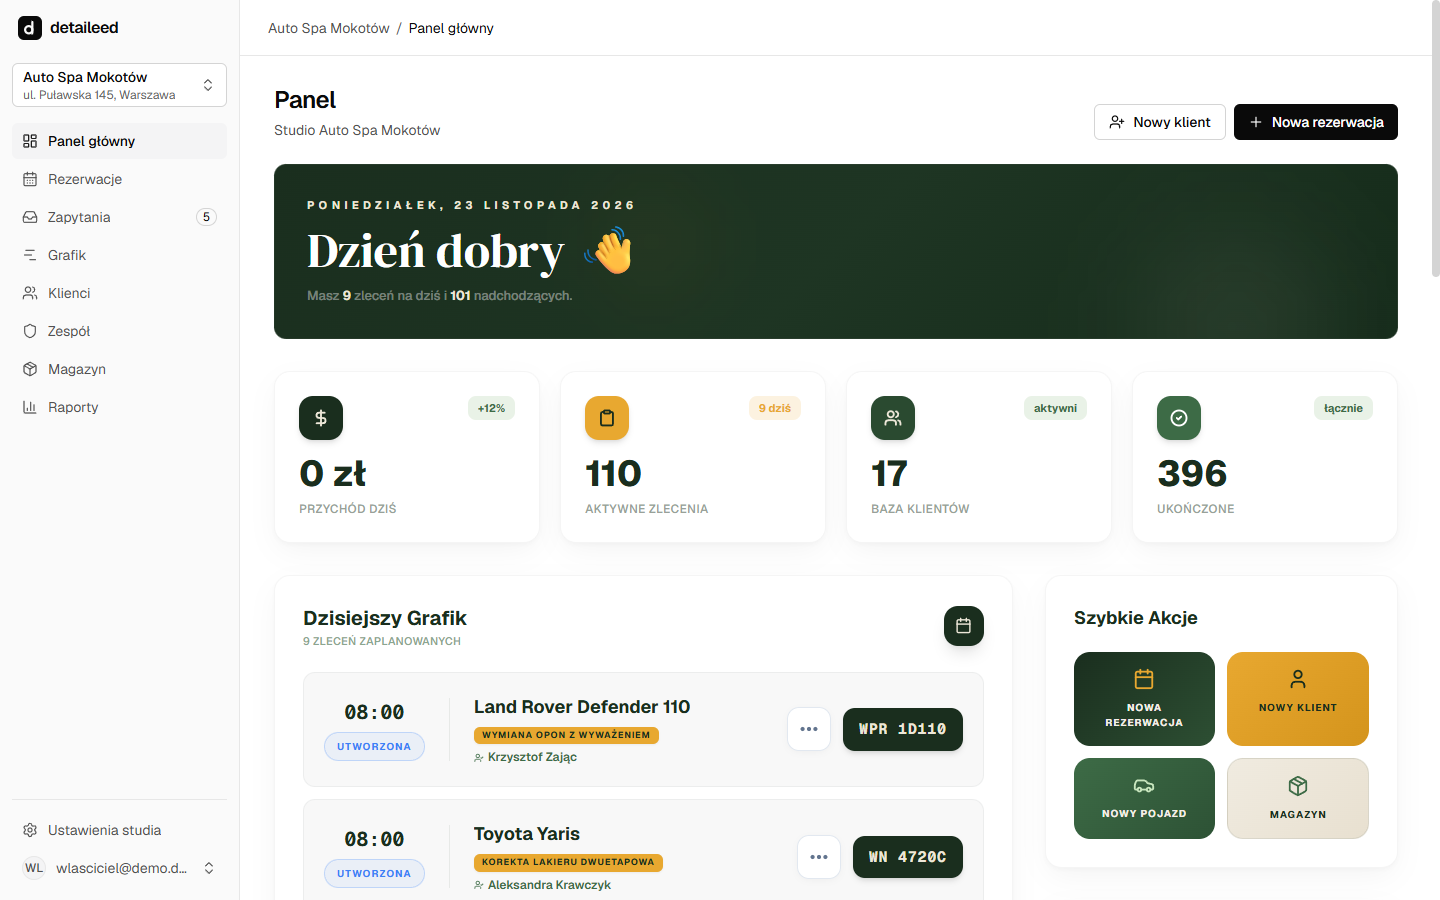 detaileed
Auto Spa Mokotów
ul. Puławska 145, Warszawa
Panel główny
Rezerwacje
Zapytania
5
Grafik
Klienci
Zespół
Magazyn
Raporty
Ustawienia studia
WL
wlasciciel@demo.d...
Auto Spa Mokotów / Panel główny
Panel
Studio Auto Spa Mokotów
Nowy klient
Nowa rezerwacja
PONIEDZIAŁEK, 23 LISTOPADA 2026
Dzień dobry 👋
Masz 9 zleceń na dziś i 101 nadchodzących.
+12%
0 zł
PRZYCHÓD DZIŚ
9 dziś
110
AKTYWNE ZLECENIA
aktywni
17
BAZA KLIENTÓW
łącznie
396
UKOŃCZONE
Dzisiejszy Grafik
9 ZLECEŃ ZAPLANOWANYCH
08:00
UTWORZONA
Land Rover Defender 110
WYMIANA OPON Z WYWAŻENIEM
Krzysztof Zając
WPR 1D110
08:00
UTWORZONA
Toyota Yaris
KOREKTA LAKIERU DWUETAPOWA
Aleksandra Krawczyk
WN 4720C
Szybkie Akcje
NOWA
REZERWACJA
NOWY KLIENT
NOWY POJAZD
MAGAZYN